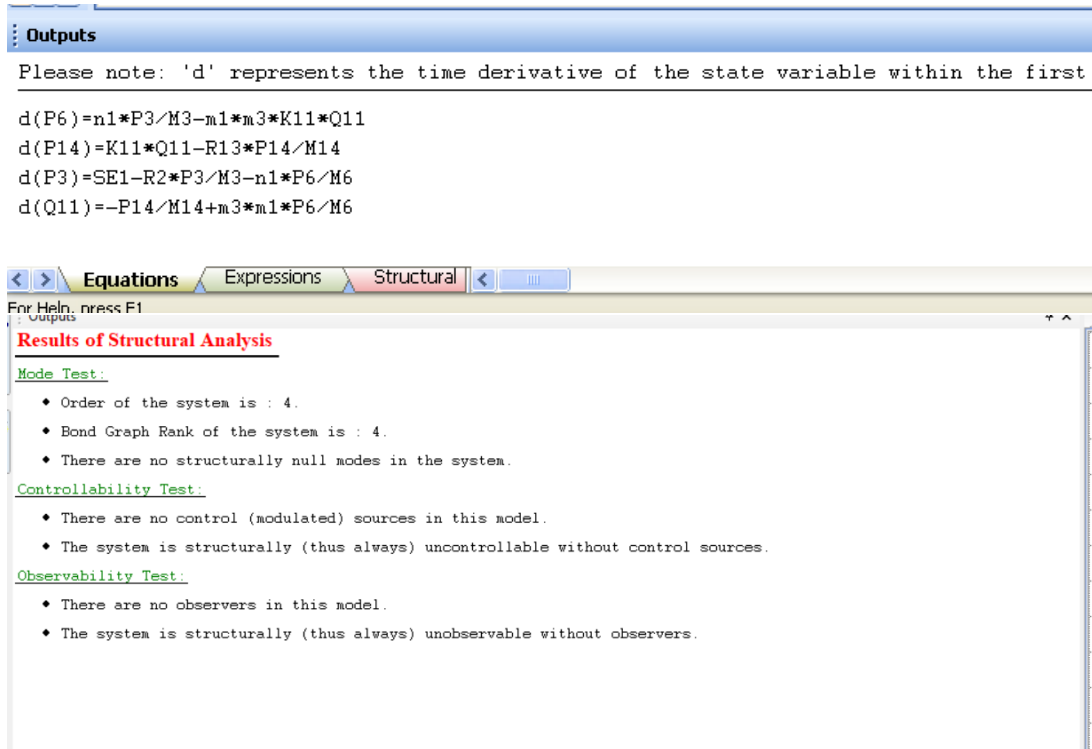 Outputs
Please note: 'd' represents the time derivative of the state variable within the first
d(P6)=n1*P3/M3-m1*m3*K11*Q11
d(P14)=K11*Q11-R13*P14/M14
d(P3)=SE1-R2*P3/M3-n1*P6/M6
d(Q11)=-P14/M14+m3*m1*P6/M6
Equations Expressions Structural
For Help, press F1
Outputs
Results of Structural Analysis
Mode Test:
◆ Order of the system is : 4.
◆ Bond Graph Rank of the system is : 4.
◆ There are no structurally null modes in the system.
Controllability Test:
◆ There are no control (modulated) sources in this model.
◆ The system is structurally (thus always) uncontrollable without control sources.
Observability Test:
◆ There are no observers in this model.
◆ The system is structurally (thus always) unobservable without observers.